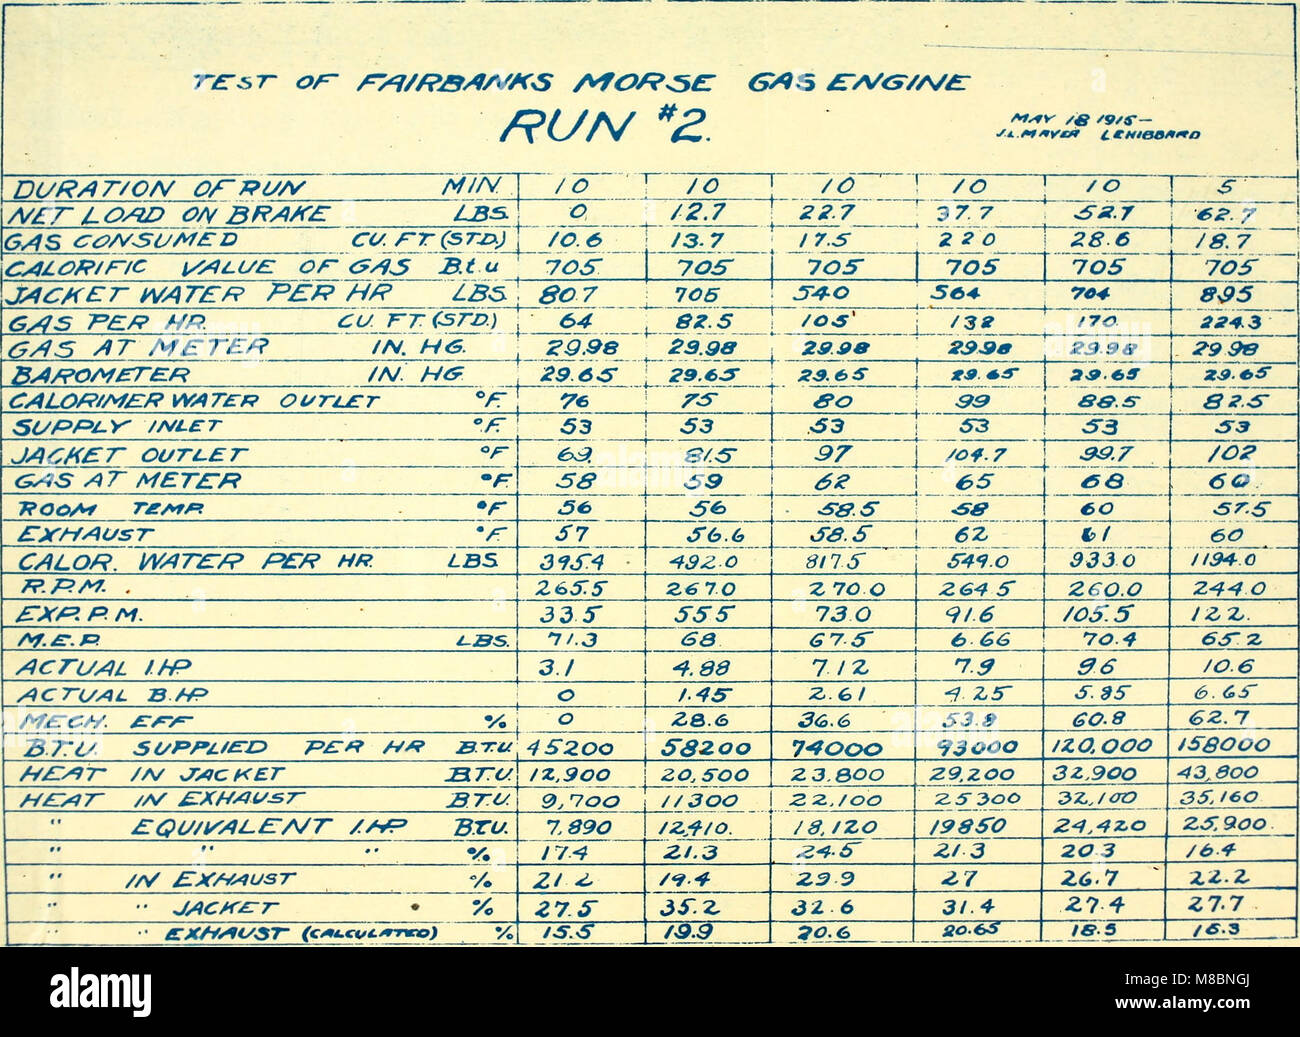 TEST OF FAIRBANKS MORSE GAS ENGINE
RUN #2.
MAY 18 1915-
J.L.MAYER L.E.HIBBARD
DURATION OF RUN MIN. 10 10 10 10 10 5
NET LOAD ON BRAKE LBS. 0 12.7 22.7 37.7 52.7 62.7
GAS CONSUMED CU. FT. (STD.) 10.6 13.7 17.5 220 28.6 18.7
CALORIFIC VALUE OF GAS B.t.u 705 705 705 705 705 705
JACKET WATER PER HR LBS 807 705 540 564 704 895
GAS PER HR. CU. FT. (STD.) 64 82.5 105 132 170 224.3
GAS AT METER IN. HG. 29.98 29.98 29.98 29.98 29.98 29.98
BAROMETER IN. HG 29.65 29.65 29.65 29.65 29.65 29.65
CALORIMER WATER OUTLET °F 76 75 80 99 88.5 82.5
SUPPLY INLET °F. 53 53 53 53 53 53
JACKET OUTLET °F 69 81.5 97 104.7 99.7 102
GAS AT METER °F. 58 59 62 65 68 60
ROOM TEMP. °F 56 56 58.5 58 60 57.5
EXHAUST °F. 57 56.6 58.5 62 61 60
CALOR. WATER PER HR. LBS. 395.4 492.0 817.5 549.0 933.0 1194.0
R.P.M. 265.5 267.0 270.0 264.5 260.0 244.0
EXP. P. M. 33.5 55.5 73.0 91.6 105.5 122.
M.E.P. LBS. 71.3 68 67.5 6.66 70.4 65.2
ACTUAL I.HP 3.1 4.88 7.12 7.9 9.6 10.6
ACTUAL B.HP. 0 1.45 2.61 4.25 5.85 6.65
MECH. EFF % 0 28.6 36.6 53.8 60.8 62.7
B.T.U. SUPPLIED PER HR B.T.U. 45200 58200 74000 93000 120,000 158000
HEAT IN JACKET B.T.U. 12,900 20,500 23,800 29,200 32,900 43,800
HEAT IN EXHAUST B.T.U. 9,700 11300 22,100 25300 32,100 35,160
" EQUIVALENT I.HP B.T.U. 7,890 12,410. 18,120 19850 24,420 25,900
" " " % 17.4 21.3 24.5 21.3 20.3 16.4
" IN EXHAUST % 21.2 19.4 29.9 27 26.7 22.2
" " JACKET % 27.5 35.2 32.6 31.4 27.4 27.7
" " EXHAUST (CALCULATED) % 15.5 19.9 20.6 20.65 18.5 16.3
alamy
Image ID: M8BNGJ
www.alamy.com